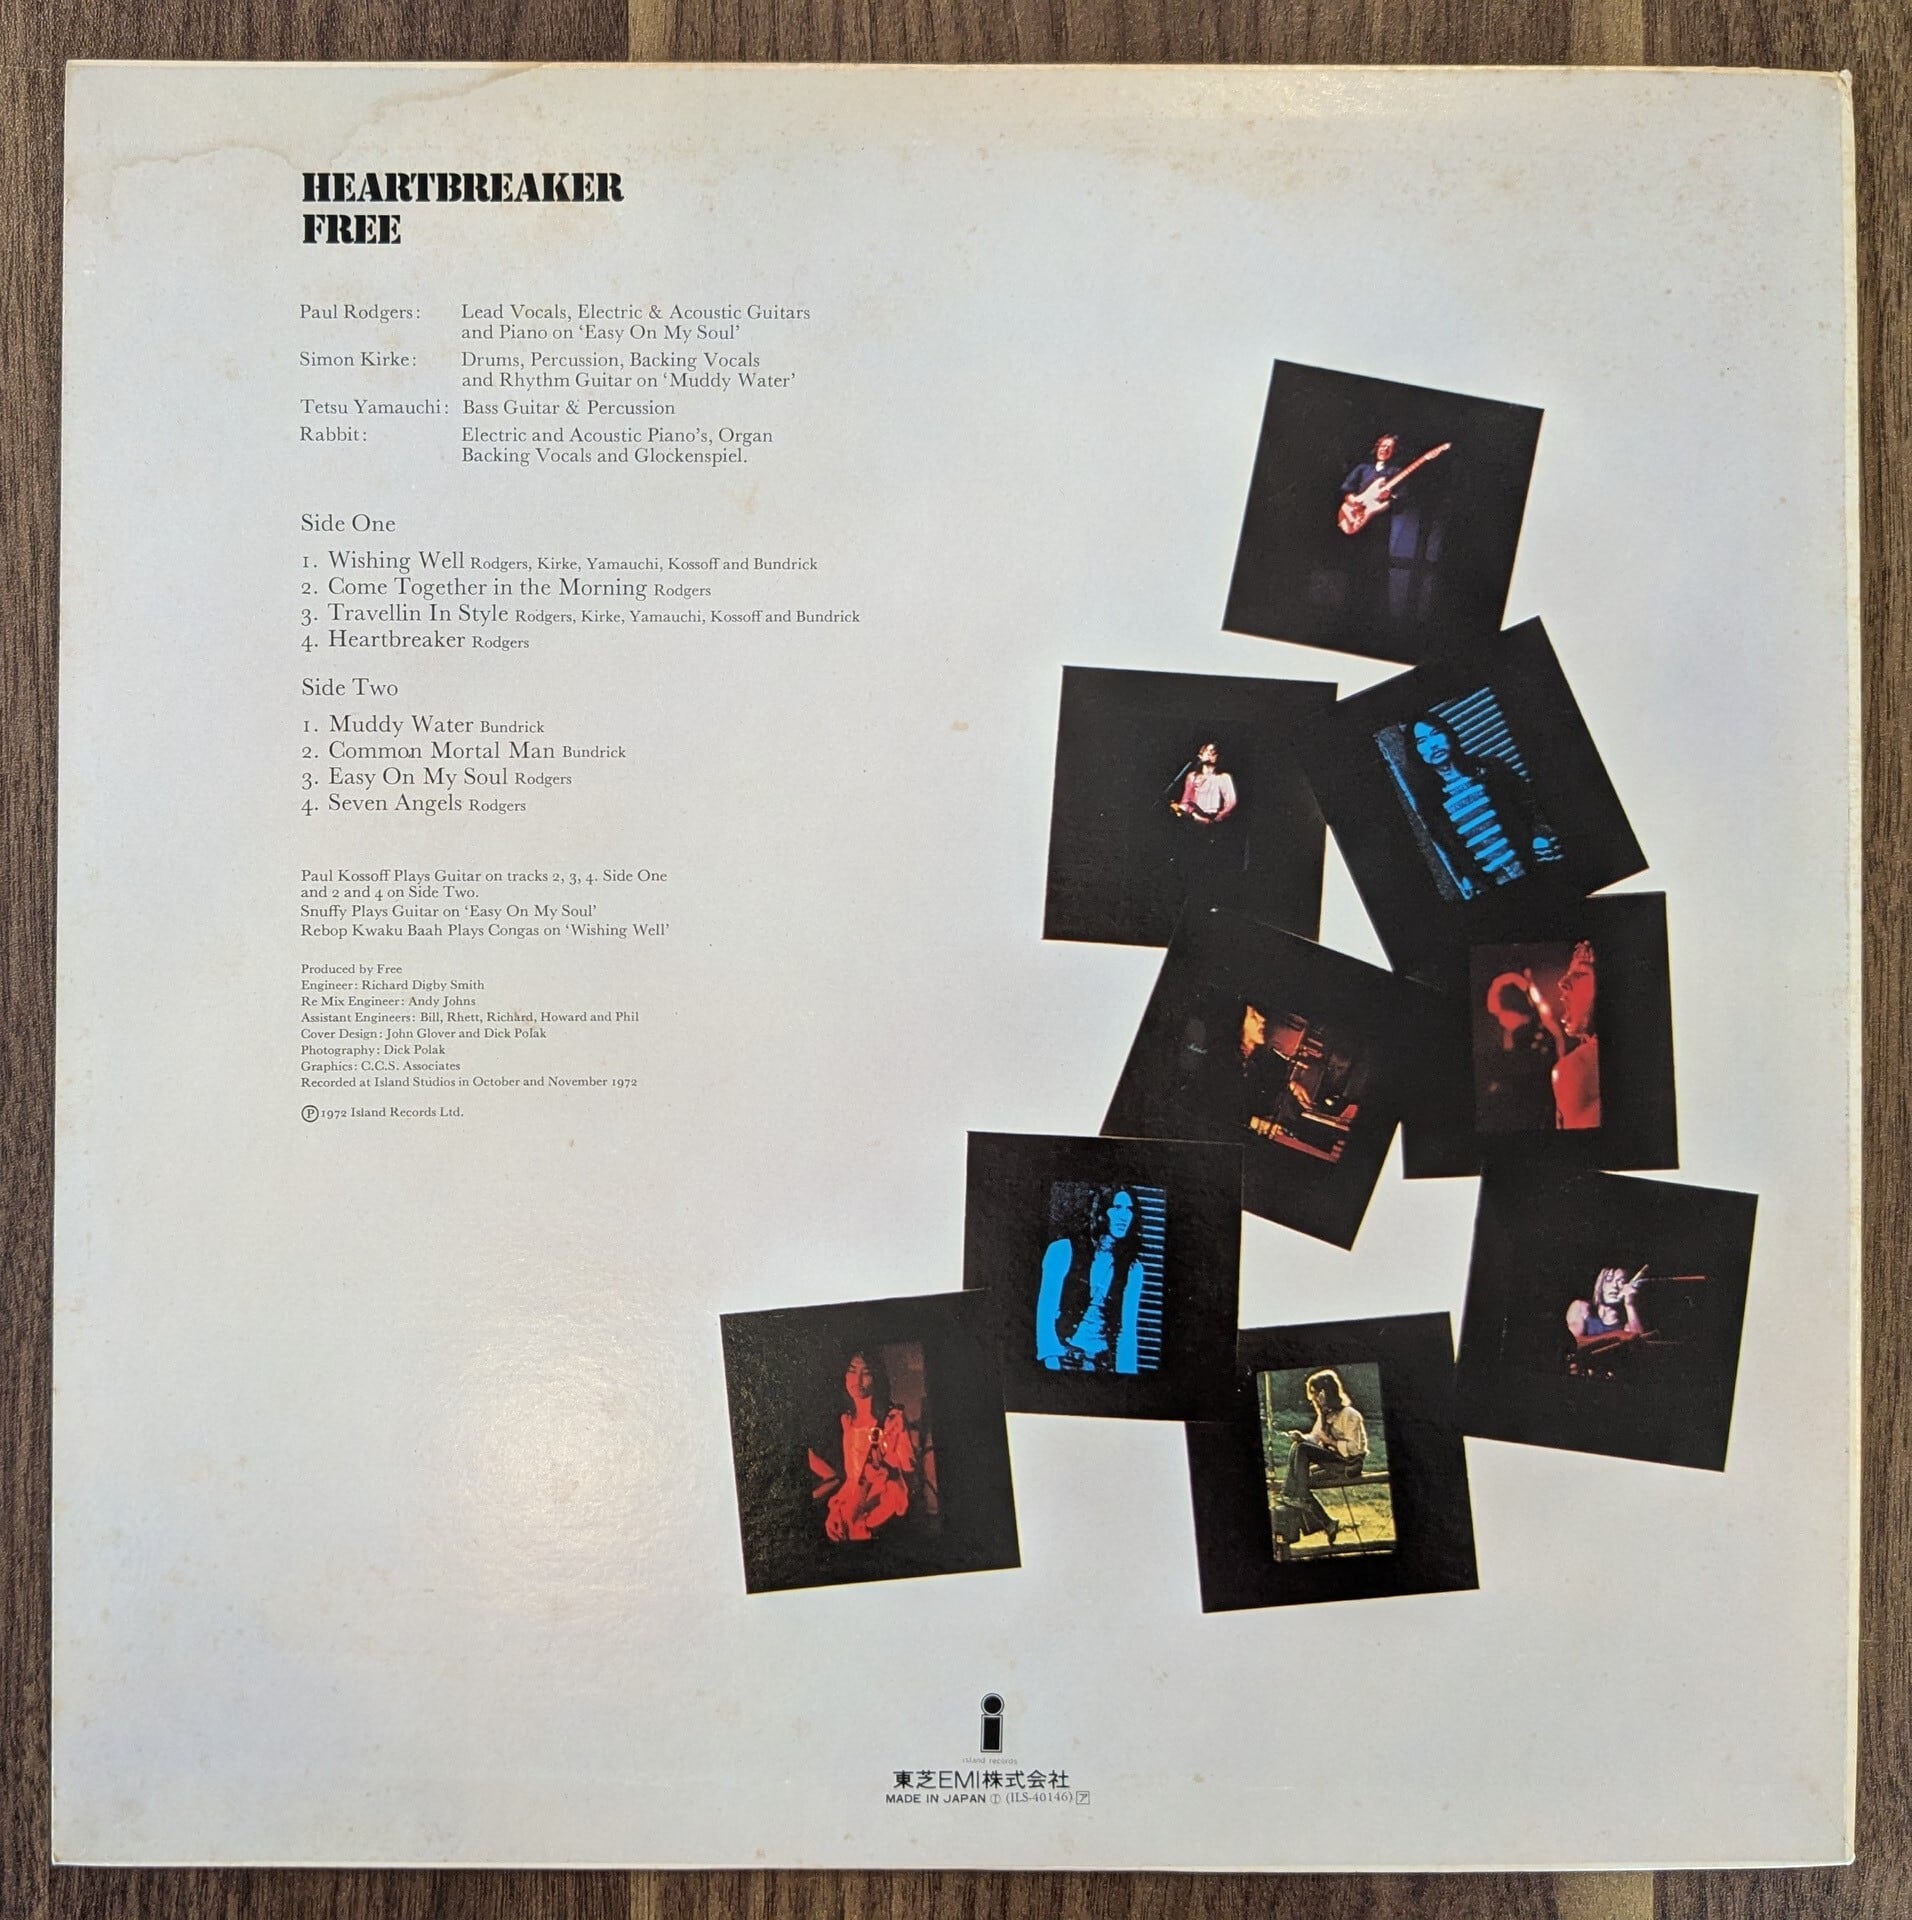 HEARTBREAKER
FREE
Paul Rodgers: Lead Vocals, Electric & Acoustic Guitars
and Piano on ‘Easy On My Soul’
Simon Kirke: Drums, Percussion, Backing Vocals
and Rhythm Guitar on ‘Muddy Water’
Tetsu Yamauchi: Bass Guitar & Percussion
Rabbit: Electric and Acoustic Piano’s, Organ
Backing Vocals and Glockenspiel.
Side One
1. Wishing Well Rodgers, Kirke, Yamauchi, Kossoff and Bundrick
2. Come Together in the Morning Rodgers
3. Travellin In Style Rodgers, Kirke, Yamauchi, Kossoff and Bundrick
4. Heartbreaker Rodgers
Side Two
1. Muddy Water Bundrick
2. Common Mortal Man Bundrick
3. Easy On My Soul Rodgers
4. Seven Angels Rodgers
Paul Kossoff Plays Guitar on tracks 2, 3, 4. Side One
and 2 and 4 on Side Two.
Snuffy Plays Guitar on ‘Easy On My Soul’
Rebop Kwaku Baah Plays Congas on ‘Wishing Well’
Produced by Free
Engineer: Richard Digby Smith
Re Mix Engineer: Andy Johns
Assistant Engineers: Bill, Rhett, Richard, Howard and Phil
Cover Design: John Glover and Dick Polak
Photography: Dick Polak
Graphics: C.C.S. Associates
Recorded at Island Studios in October and November 1972
℗ 1972 Island Records Ltd.
island records
東芝EMI株式会社
MADE IN JAPAN Ⓘ (ILS-40146) ア